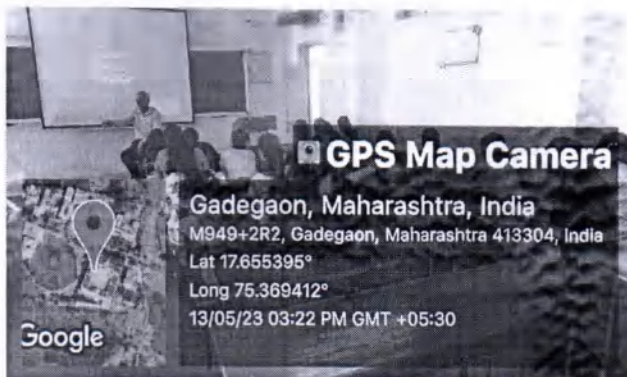 GPS Map Camera
Gadegaon, Maharashtra, India
M949+2R2, Gadegaon, Maharashtra 413304, India
Lat 17.655395°
Long 75.369412°
13/05/23 03:22 PM GMT +05:30
Google